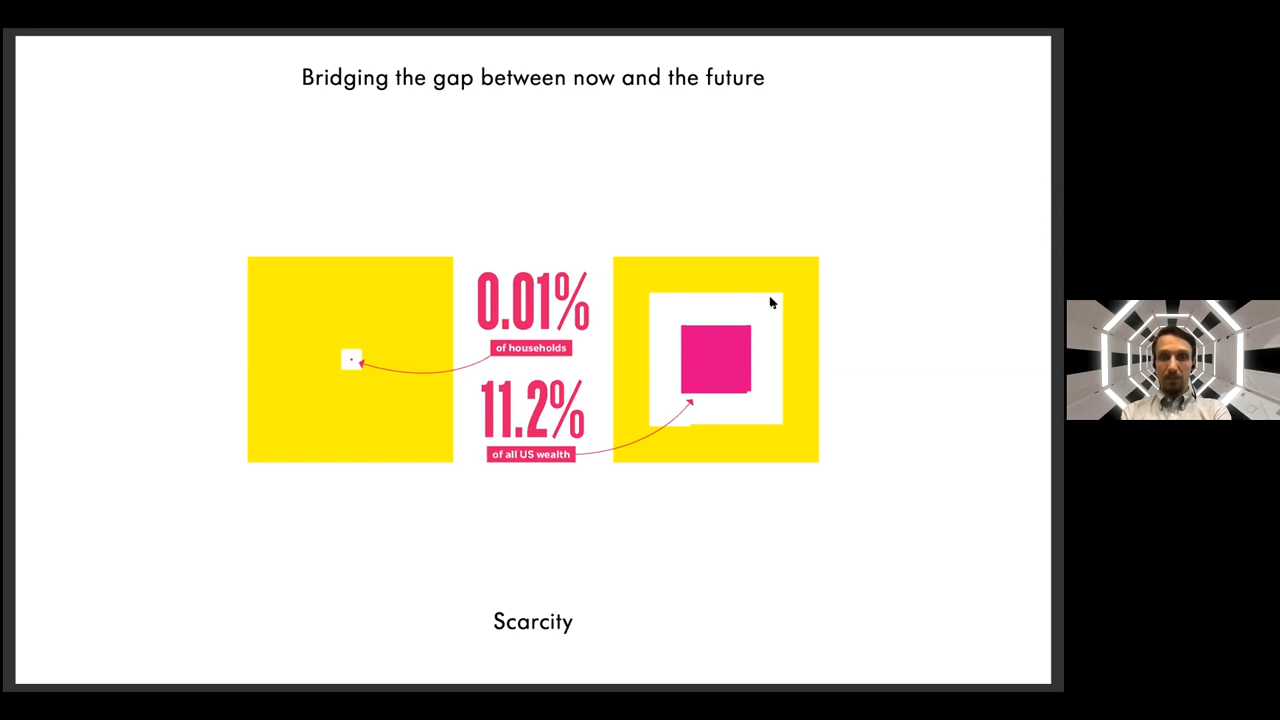 Bridging the gap between now and the future
0.01%
of households
11.2%
of all US wealth
Scarcity